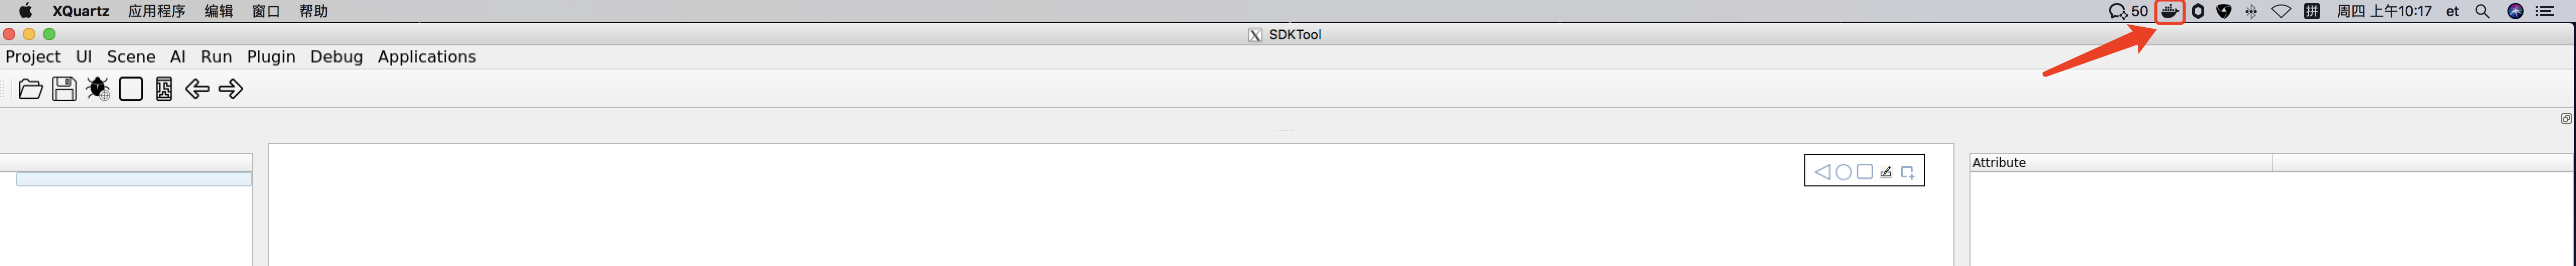 XQuartz 应用程序 编辑 窗口 帮助 50 拼 周四 上午10:17 et
SDKTool
Project UI Scene AI Run Plugin Debug Applications
Attribute